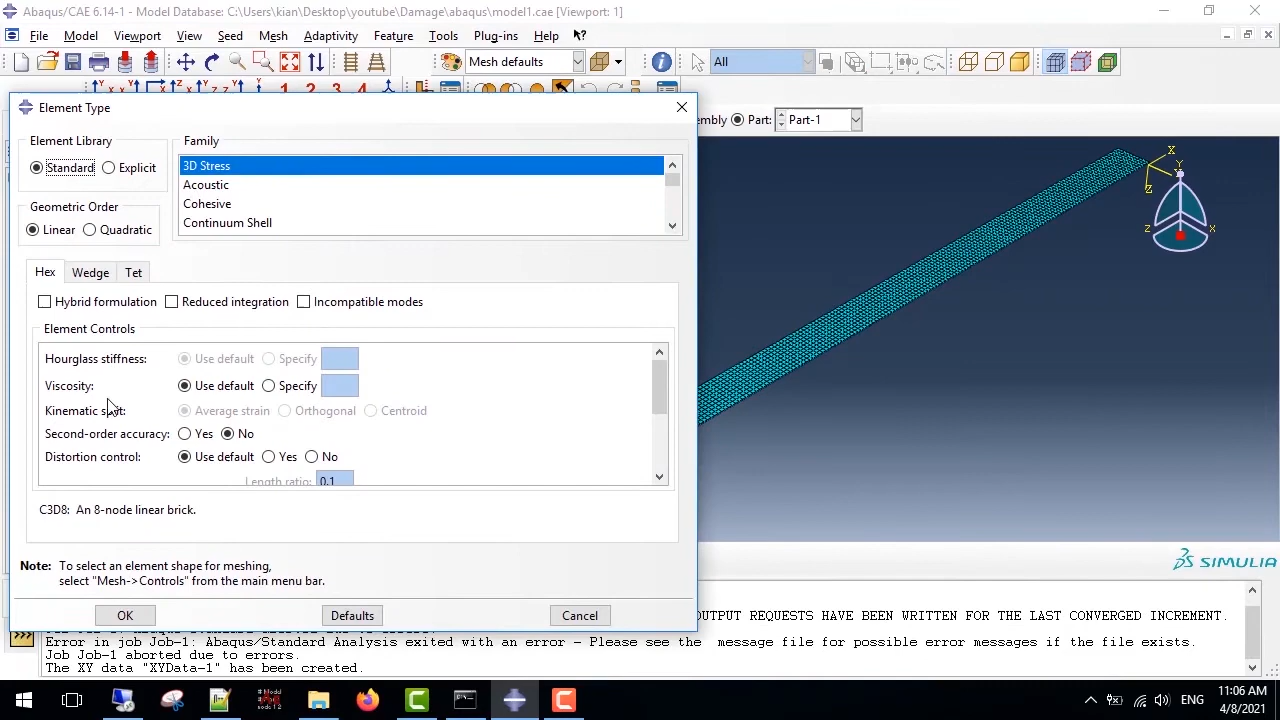 Abaqus/CAE 6.14-1 - Model Database: C:\Users\kian\Desktop\youtube\Damage\abaqus\model1.cae [Viewport: 1]
File Model Viewport View Seed Mesh Adaptivity Feature Tools Plug-ins Help
Mesh defaults All
1 2 3 4
Element Type
mbly Part: Part-1
Element Library Family
Standard Explicit
3D Stress
Acoustic
Cohesive
Continuum Shell
Geometric Order
Linear Quadratic
X
Y
Z
Z X
Hex Wedge Tet
Hybrid formulation Reduced integration Incompatible modes
Element Controls
Hourglass stiffness: Use default Specify
Viscosity: Use default Specify
Kinematic split: Average strain Orthogonal Centroid
Second-order accuracy: Yes No
Distortion control: Use default Yes No
Length ratio: 0.1
C3D8: An 8-node linear brick.
Note: To select an element shape for meshing,
select "Mesh->Controls" from the main menu bar.
OK Defaults Cancel
SIMULIA
OUTPUT REQUESTS HAVE BEEN WRITTEN FOR THE LAST CONVERGED INCREMENT.
Error in job Job-1: Abaqus/Standard Analysis exited with an error - Please see the message file for possible error messages if the file exists.
Job Job-1 aborted due to errors.
The XY data "XYData-1" has been created.
ENG
11:06 AM
4/8/2021